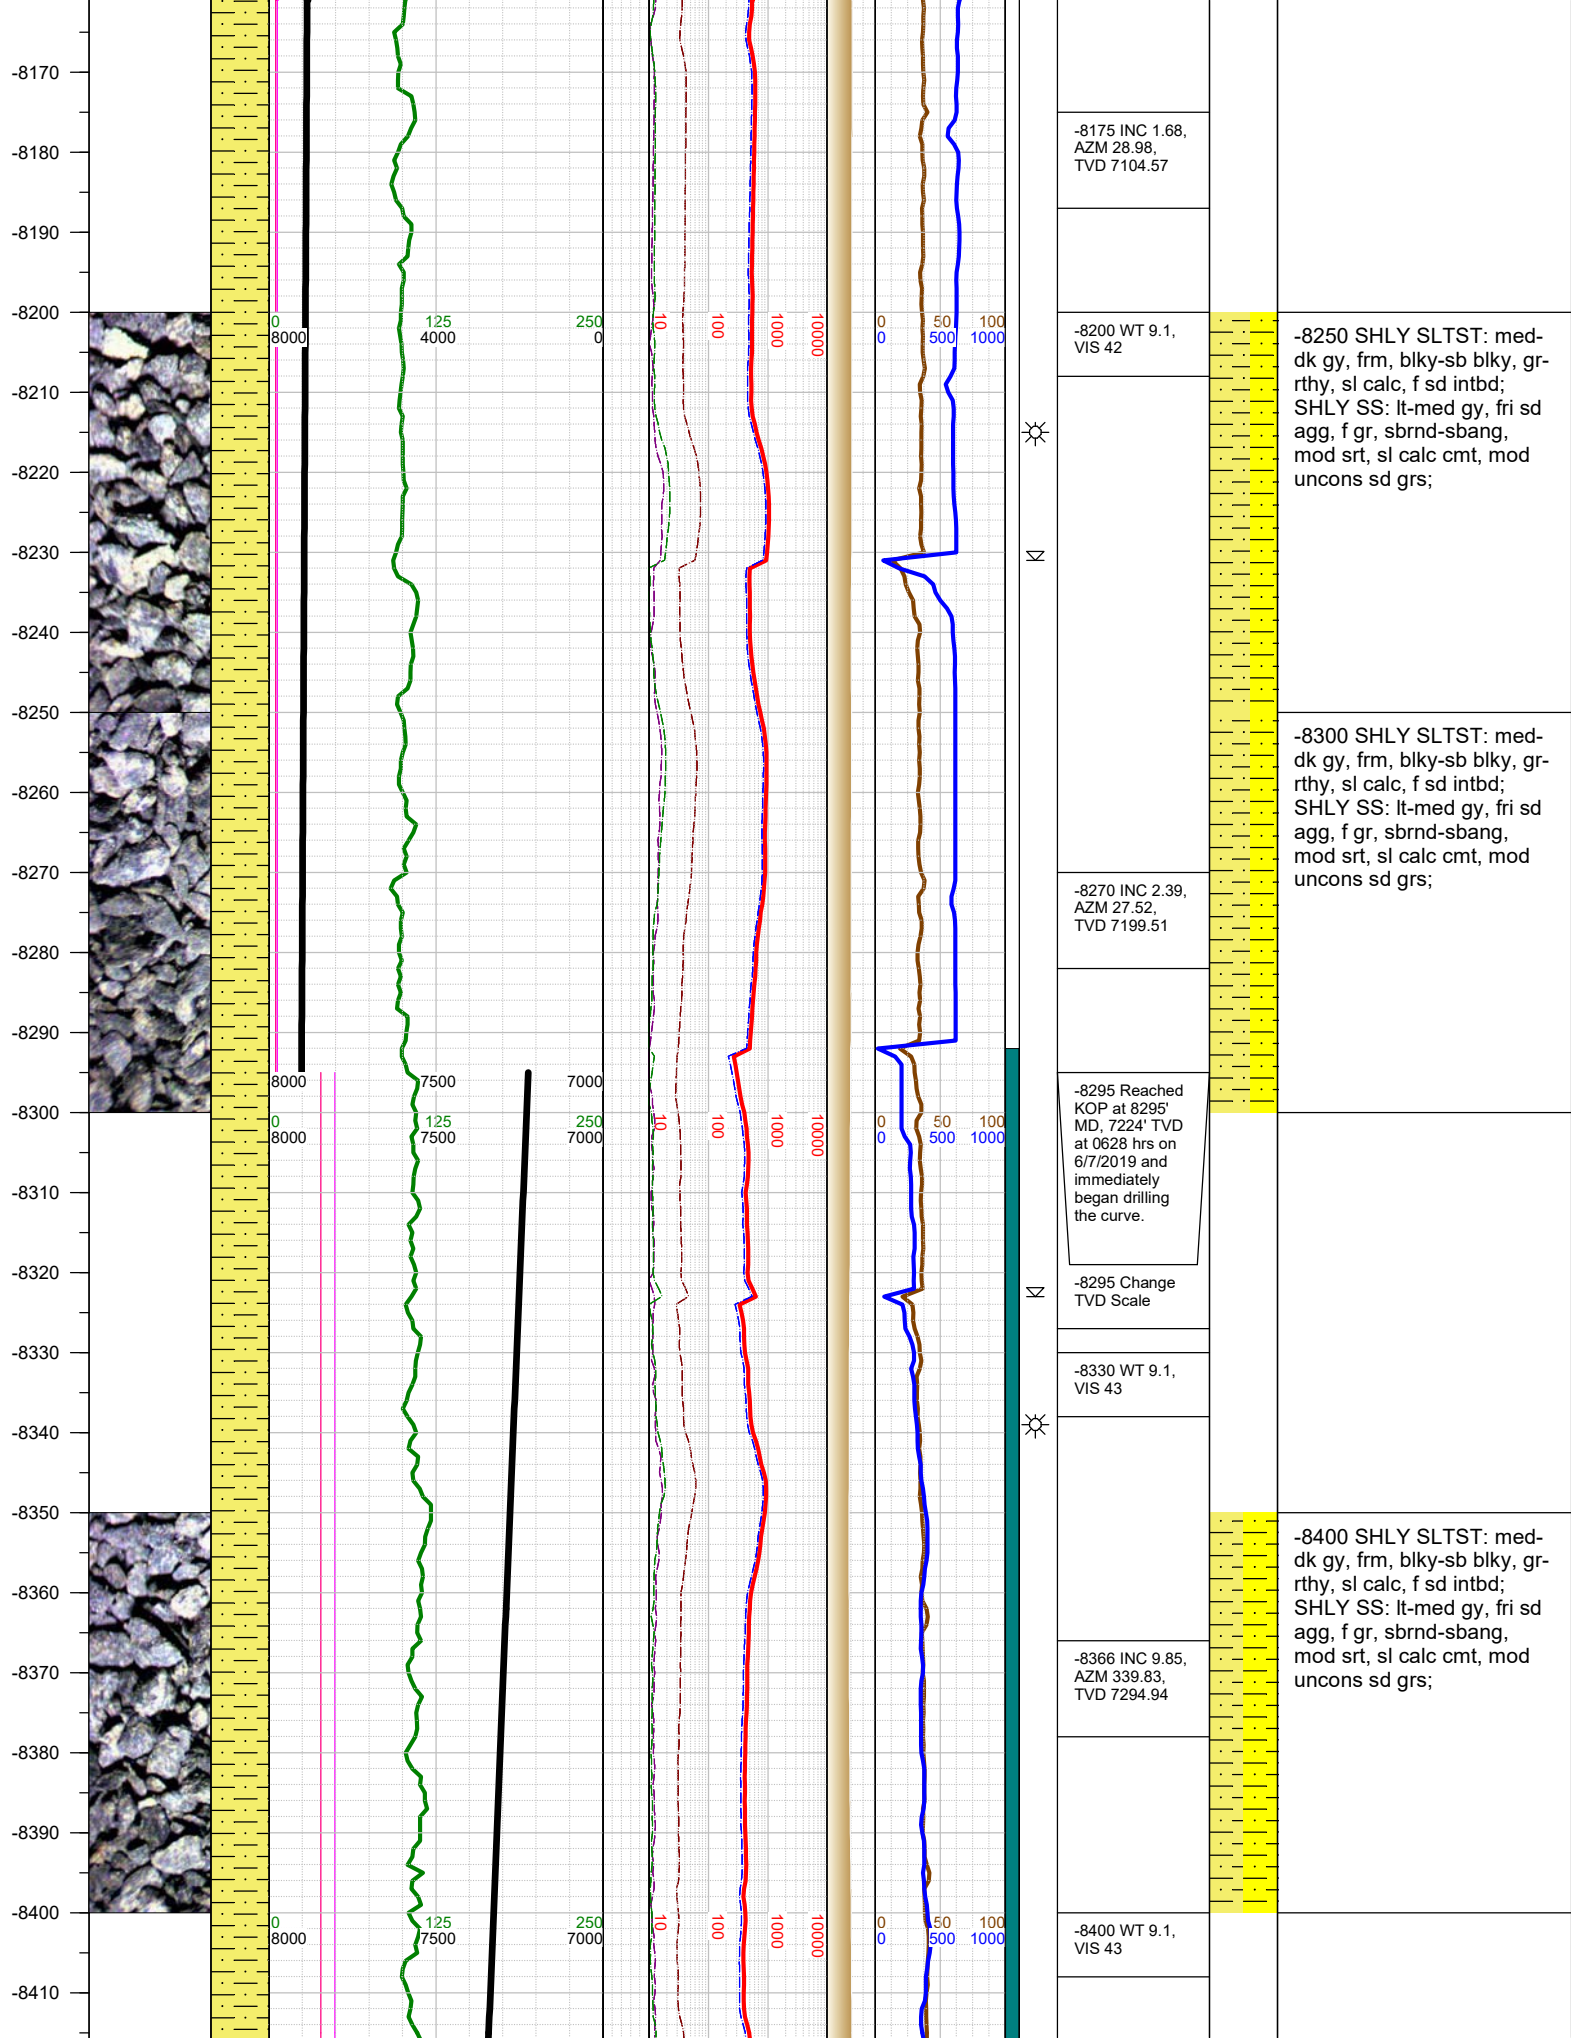 -8170
-8175 INC 1.68,
AZM 28.98,
TVD 7104.57
-8180
-8190
-8200
0 125 250
8000 4000 0
10 100 1000 10000
0 50 100
0 500 1000
-8200 WT 9.1,
VIS 42
-8250 SHLY SLTST: med-
dk gy, frm, blky-sb blky, gr-
rthy, sl calc, f sd intbd;
SHLY SS: lt-med gy, fri sd
agg, f gr, sbrnd-sbang,
mod srt, sl calc cmt, mod
uncons sd grs;
-8210
-8220
-8230
-8240
-8250
-8300 SHLY SLTST: med-
dk gy, frm, blky-sb blky, gr-
rthy, sl calc, f sd intbd;
SHLY SS: lt-med gy, fri sd
agg, f gr, sbrnd-sbang,
mod srt, sl calc cmt, mod
uncons sd grs;
-8260
-8270
-8270 INC 2.39,
AZM 27.52,
TVD 7199.51
-8280
-8290
8000 7500 7000
-8295 Reached
KOP at 8295'
MD, 7224' TVD
at 0628 hrs on
6/7/2019 and
immediately
began drilling
the curve.
-8300
0 125 250
8000 7500 7000
10 100 1000 10000
0 50 100
0 500 1000
-8310
-8320
-8295 Change
TVD Scale
-8330
-8330 WT 9.1,
VIS 43
-8340
-8350
-8400 SHLY SLTST: med-
dk gy, frm, blky-sb blky, gr-
rthy, sl calc, f sd intbd;
SHLY SS: lt-med gy, fri sd
agg, f gr, sbrnd-sbang,
mod srt, sl calc cmt, mod
uncons sd grs;
-8360
-8366 INC 9.85,
AZM 339.83,
TVD 7294.94
-8370
-8380
-8390
-8400
0 125 250
8000 7500 7000
10 100 1000 10000
0 50 100
0 500 1000
-8400 WT 9.1,
VIS 43
-8410